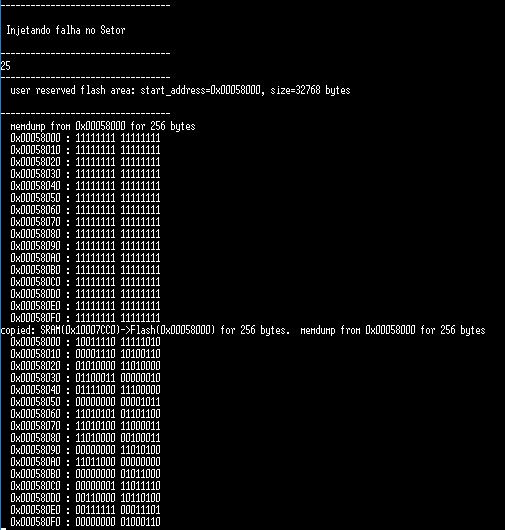 ----------------------------------
Injetando falha no Setor
----------------------------------
25
----------------------------------
user reserved flash area: start_address=0x00058000, size=32768 bytes
----------------------------------
memdump from 0x00058000 for 256 bytes
0x00058000 : 11111111 11111111
0x00058010 : 11111111 11111111
0x00058020 : 11111111 11111111
0x00058030 : 11111111 11111111
0x00058040 : 11111111 11111111
0x00058050 : 11111111 11111111
0x00058060 : 11111111 11111111
0x00058070 : 11111111 11111111
0x00058080 : 11111111 11111111
0x00058090 : 11111111 11111111
0x000580A0 : 11111111 11111111
0x000580B0 : 11111111 11111111
0x000580C0 : 11111111 11111111
0x000580D0 : 11111111 11111111
0x000580E0 : 11111111 11111111
0x000580F0 : 11111111 11111111
copied: SRAM(0x10007CC0)->Flash(0x00058000) for 256 bytes.  memdump from 0x00058000 for 256 bytes
0x00058000 : 10011110 11111010
0x00058010 : 00001110 10100110
0x00058020 : 01010000 11010000
0x00058030 : 01100011 00000010
0x00058040 : 01111000 11100000
0x00058050 : 00000000 00001011
0x00058060 : 11010101 01101100
0x00058070 : 11010100 11000011
0x00058080 : 11010000 00100011
0x00058090 : 00000000 11010100
0x000580A0 : 11011000 00000000
0x000580B0 : 00000000 01011000
0x000580C0 : 00000001 11011110
0x000580D0 : 00110000 10110100
0x000580E0 : 00111111 00011101
0x000580F0 : 00000000 01000110